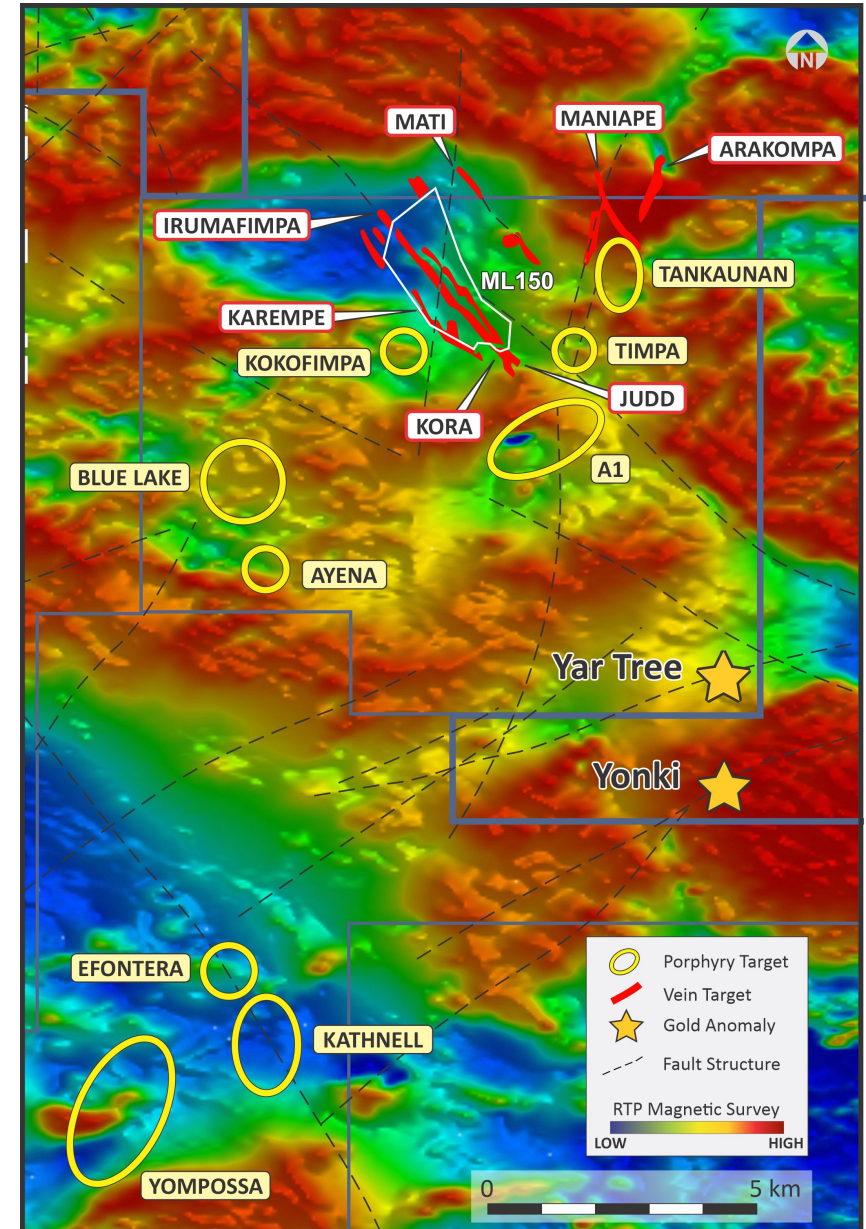 N
MATI
MANIAPE
ARAKOMPA
IRUMAFIMPA
TANKAUNAN
ML150
KAREMPE
KOKOFIMPA
TIMPA
JUDD
KORA
A1
BLUE LAKE
AYENA
Yar Tree
Yonki
EFONTERA
KATHNELL
YOMPOSSA
Porphyry Target
Vein Target
Gold Anomaly
Fault Structure
RTP Magnetic Survey
LOW HIGH
0 5 km